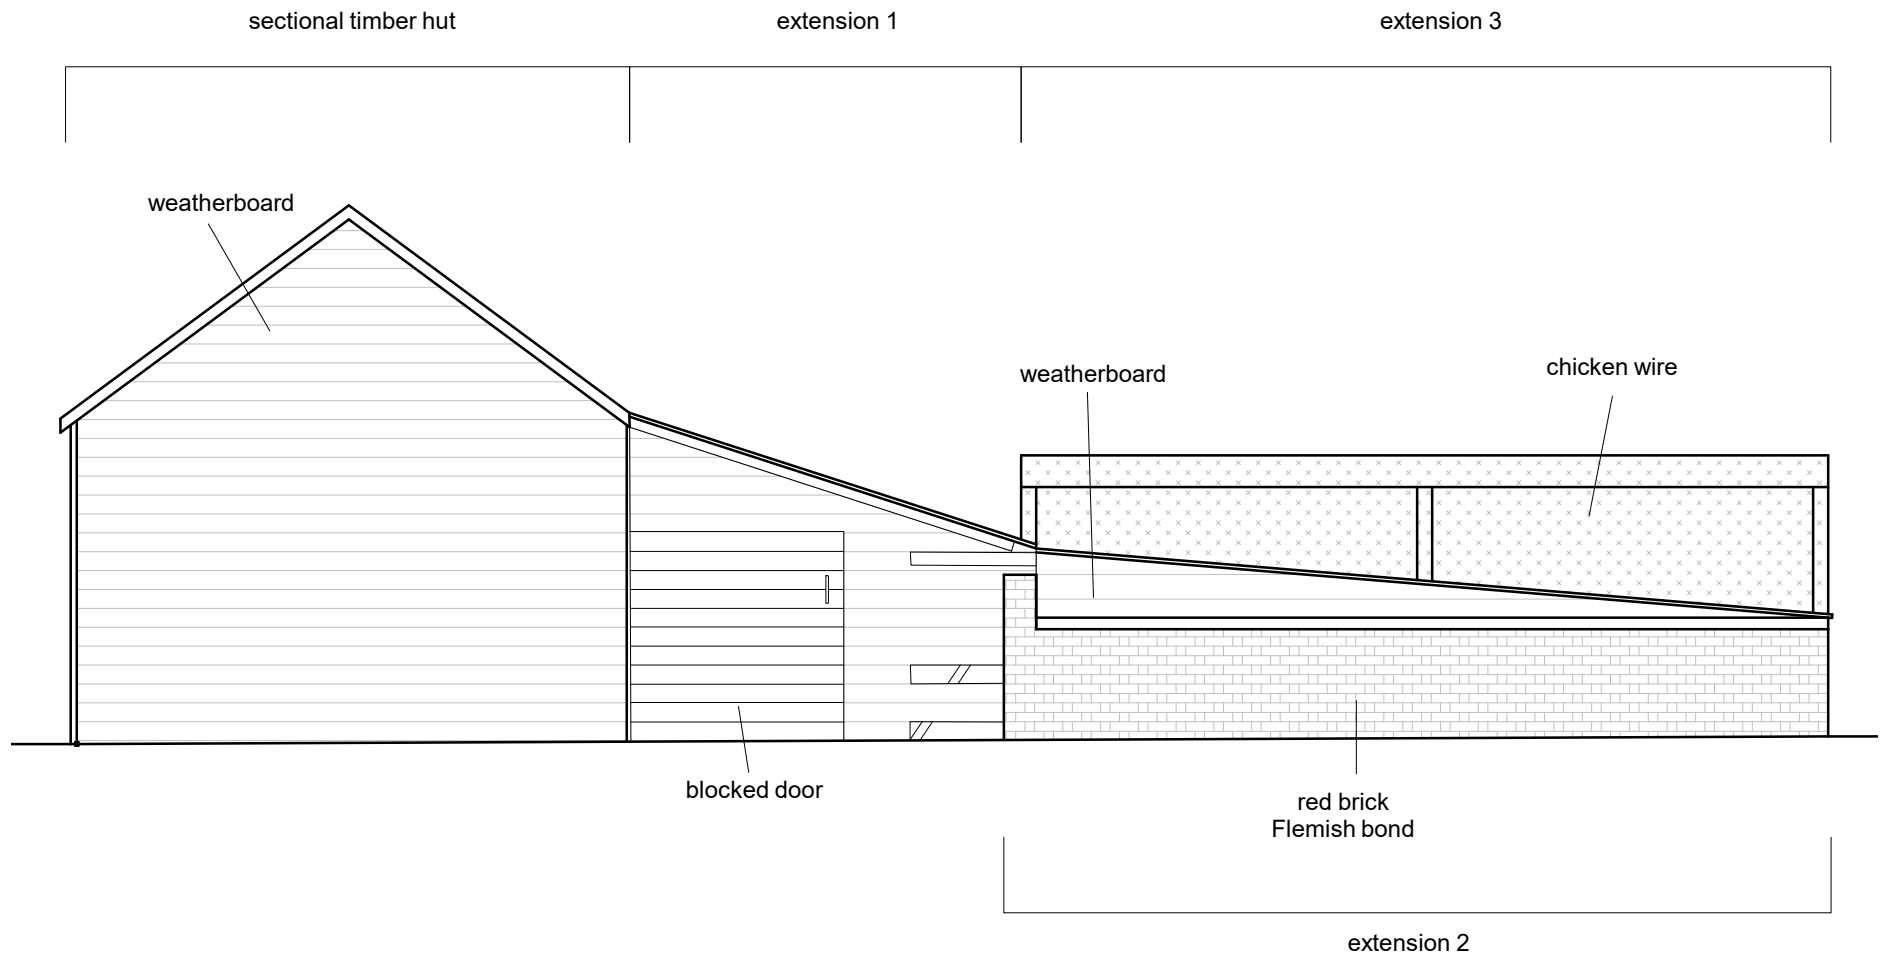 sectional timber hut
extension 1
extension 3
weatherboard
weatherboard
chicken wire
blocked door
red brick
Flemish bond
extension 2